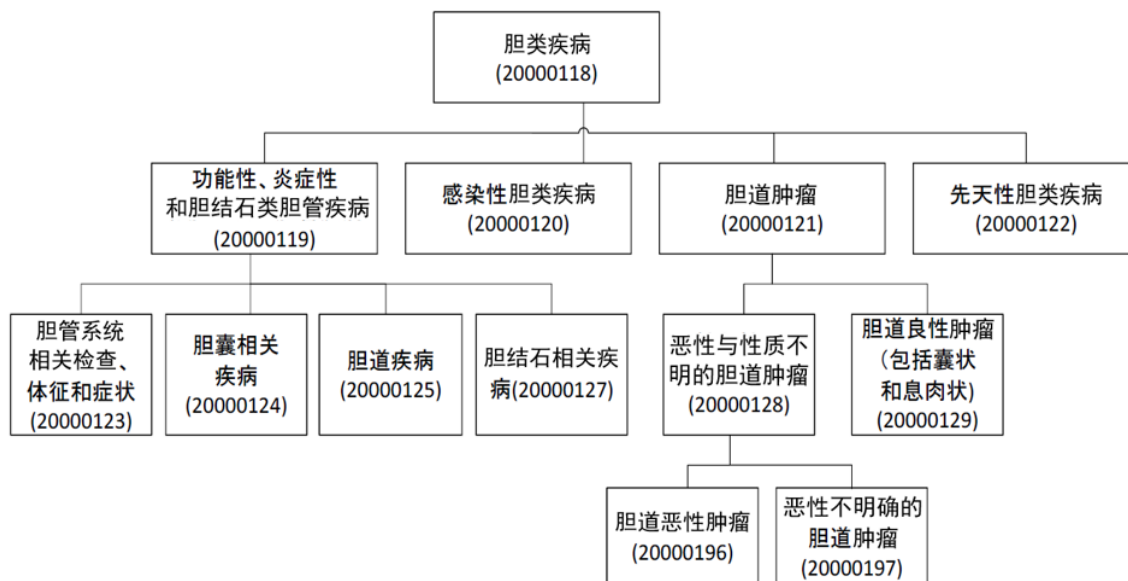 胆类疾病
(20000118)
功能性、炎症性
和胆结石类胆管疾病
(20000119)
感染性胆类疾病
(20000120)
胆道肿瘤
(20000121)
先天性胆类疾病
(20000122)
胆管系统
相关检查、
体征和症状
(20000123)
胆囊相关
疾病
(20000124)
胆道疾病
(20000125)
胆结石相关疾
病(20000127)
恶性与性质不
明的胆道肿瘤
(20000128)
胆道良性肿瘤
(包括囊状
和息肉状)
(20000129)
胆道恶性肿瘤
(20000196)
恶性不明确的
胆道肿瘤
(20000197)